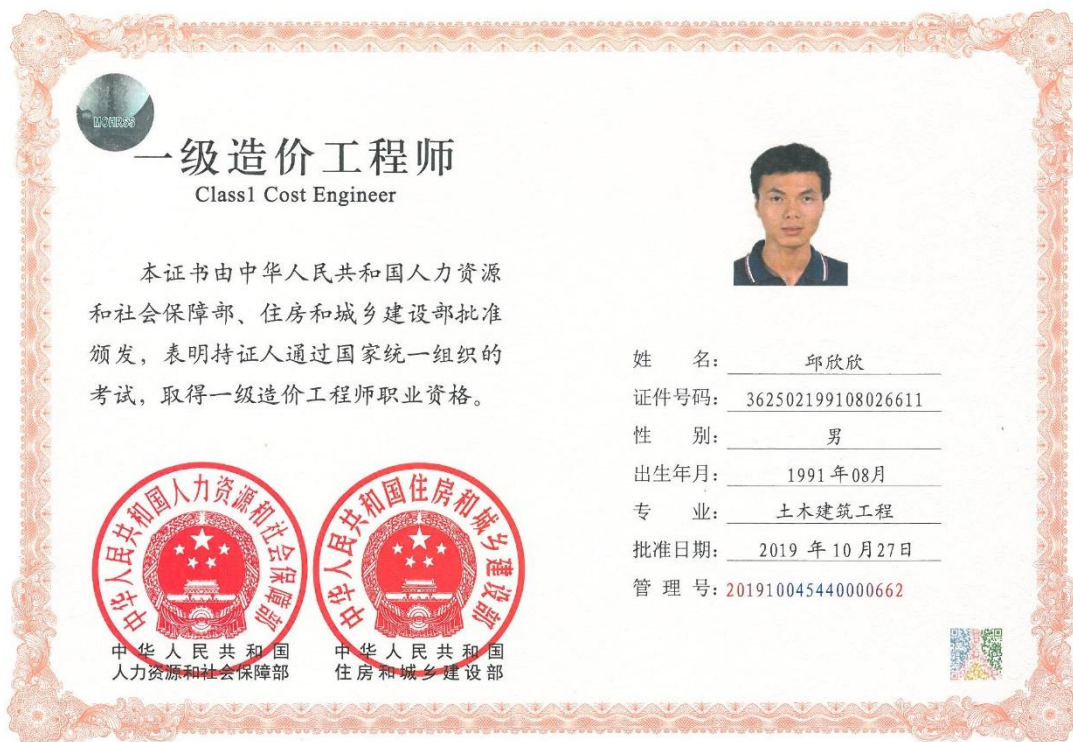 MOHRSS
一级造价工程师
Class1 Cost Engineer
本证书由中华人民共和国人力资源
和社会保障部、住房和城乡建设部批准
颁发，表明持证人通过国家统一组织的
考试，取得一级造价工程师职业资格。
中华人民共和国人力资源和社会保障部
中华人民共和国
人力资源和社会保障部
中华人民共和国住房和城乡建设部
中华人民共和国
住房和城乡建设部
姓 名：邱欣欣
证件号码：362502199108026611
性 别：男
出生年月：1991年08月
专 业：土木建筑工程
批准日期：2019 年 10 月27日
管 理 号：201910045440000662